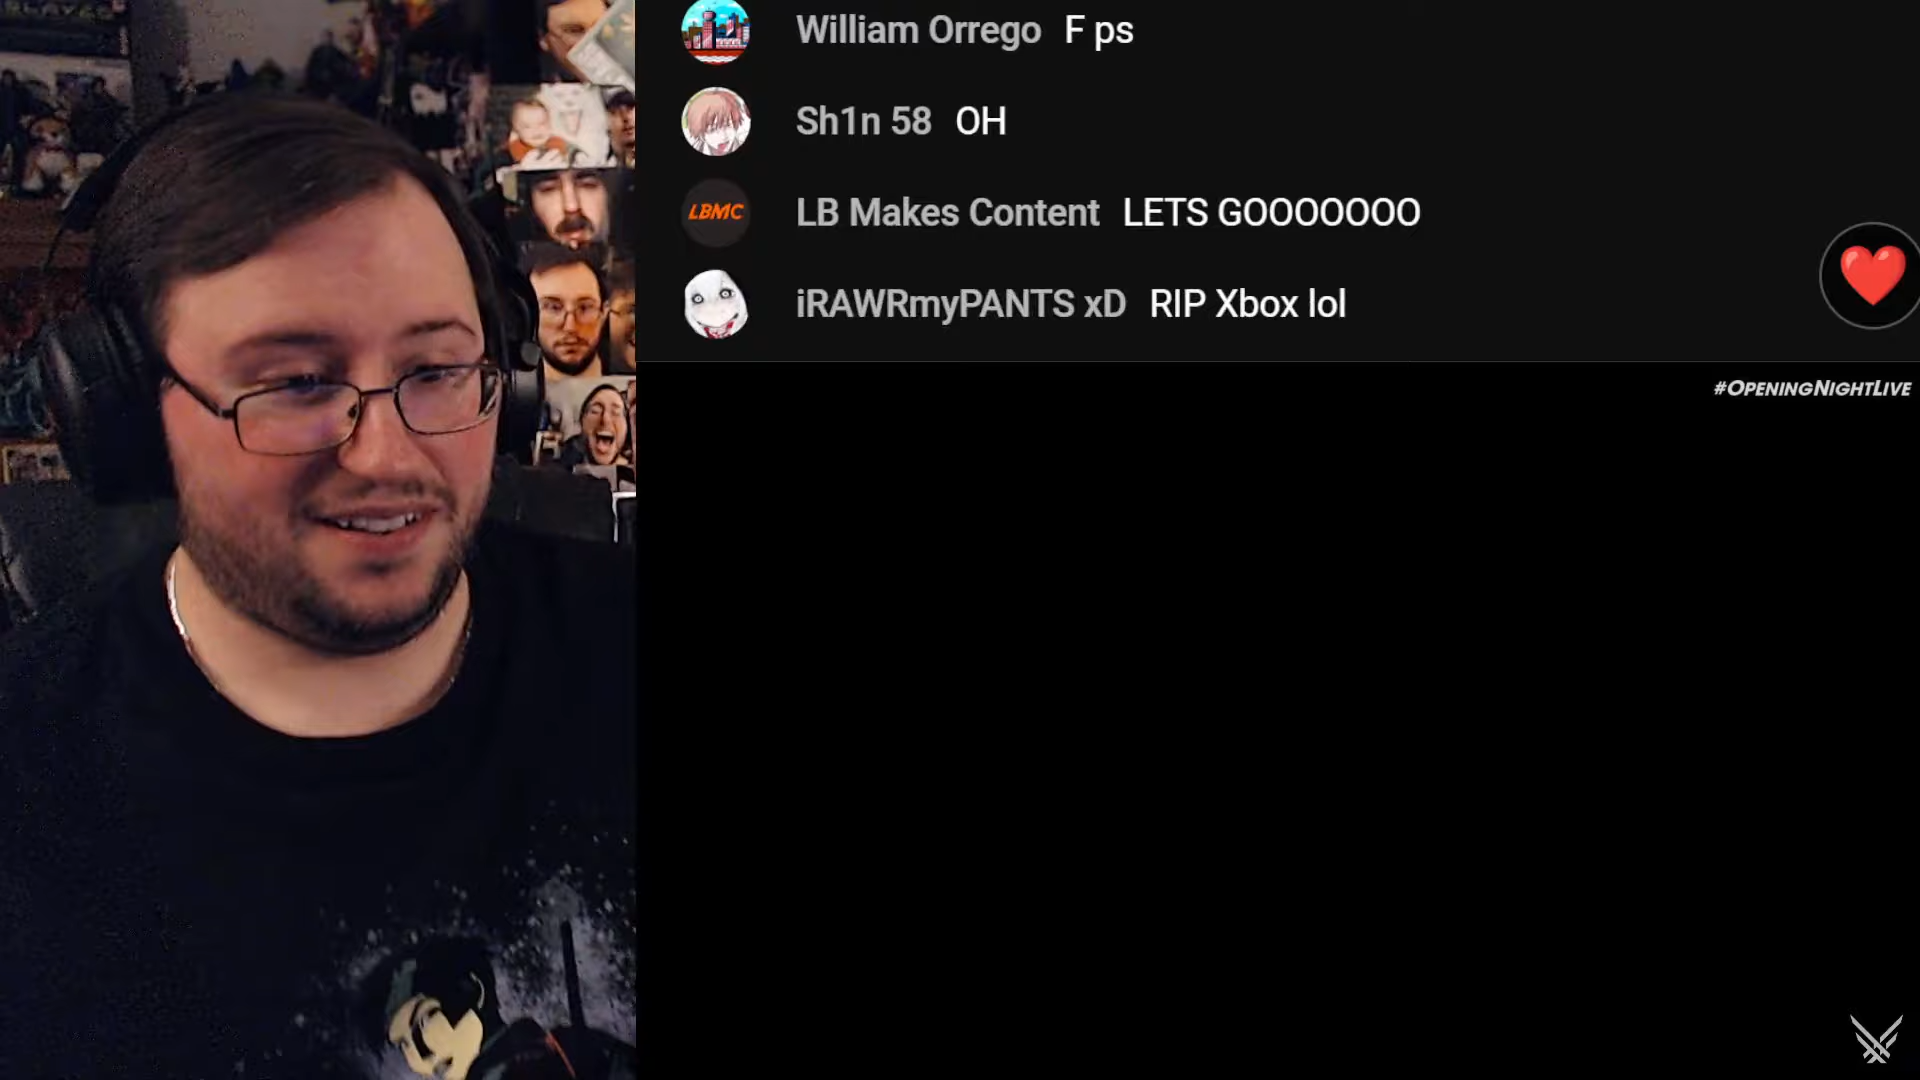 William Orrego F ps
Sh1n 58 OH
LBMC
LB Makes Content LETS GOOOOOOO
iRAWRmyPANTS xD RIP Xbox lol
#OPENINGNIGHTLIVE